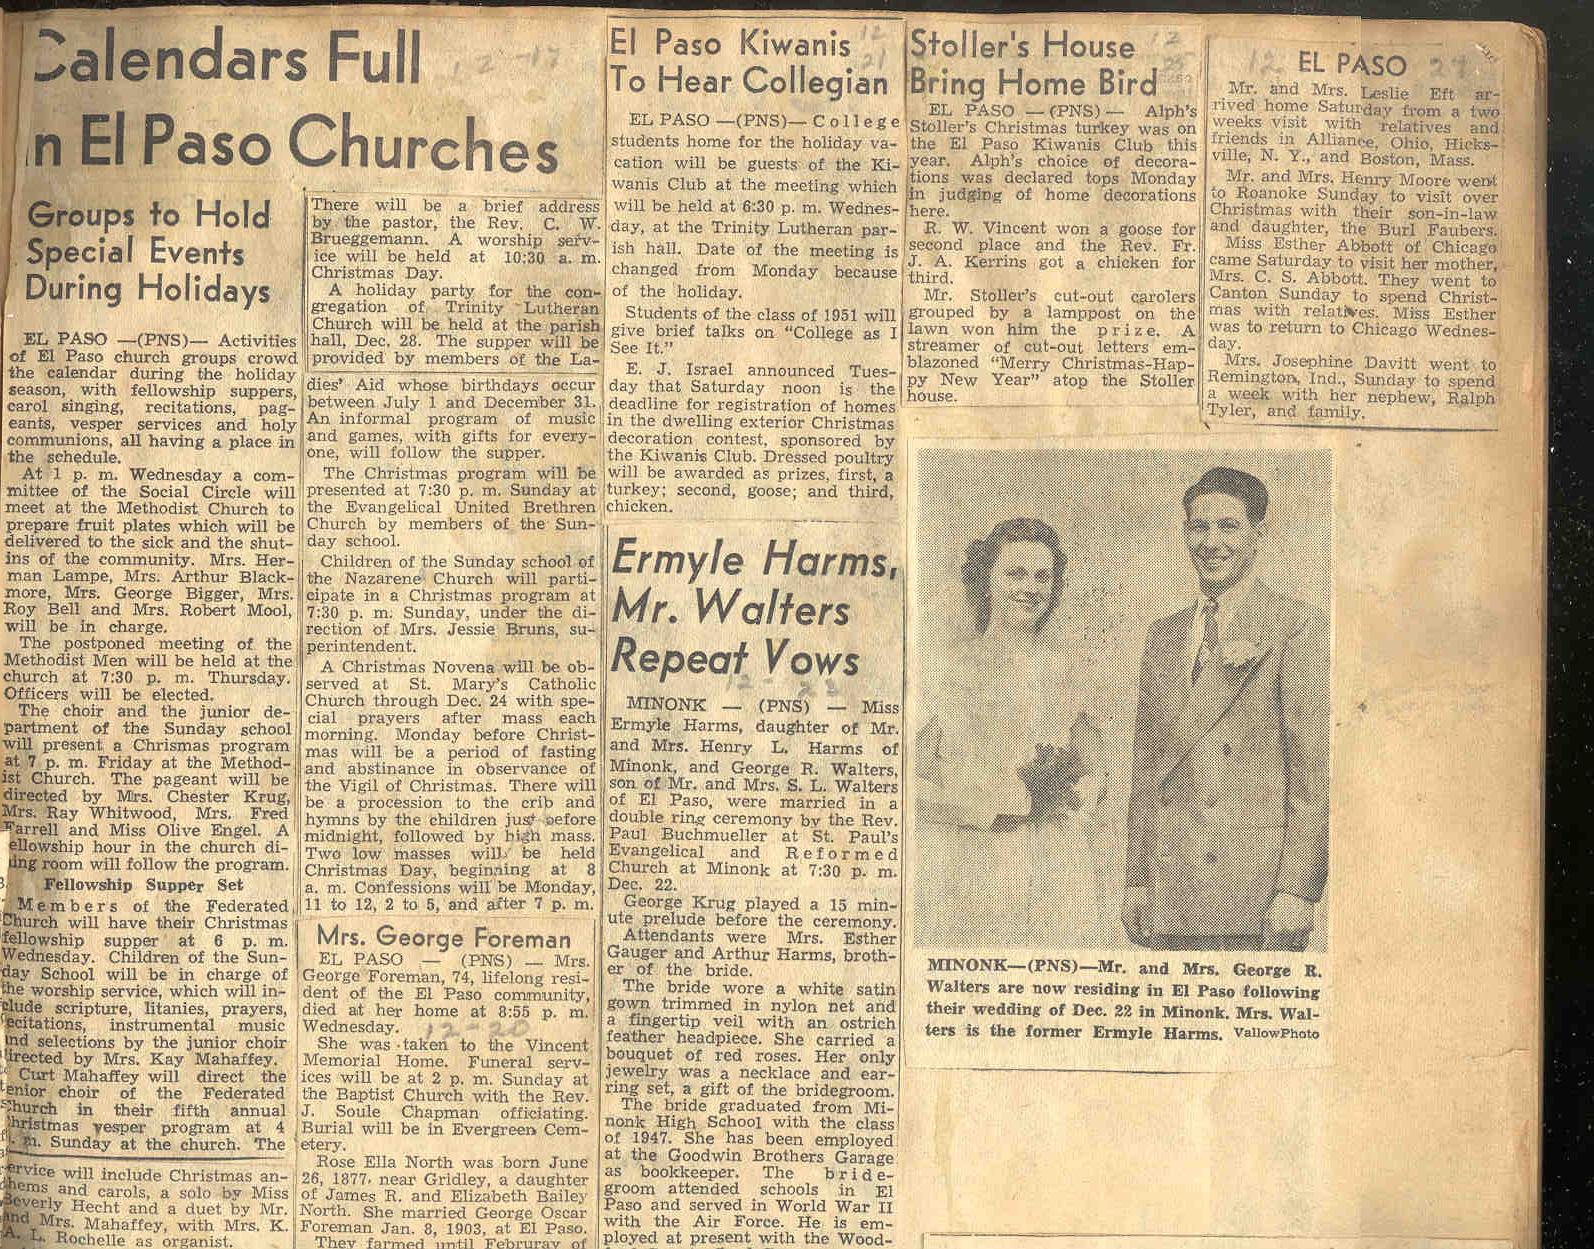 Calendars Full
In El Paso Churches
12-17
Groups to Hold
Special Events
During Holidays
EL PASO —(PNS)— Activities
of El Paso church groups crowd
the calendar during the holiday
season, with fellowship suppers,
carol singing, recitations, pag-
eants, vesper services and holy
communions, all having a place in
the schedule.
At 1 p. m. Wednesday a com-
mittee of the Social Circle will
meet at the Methodist Church to
prepare fruit plates which will be
delivered to the sick and the shut-
ins of the community. Mrs. Her-
man Lampe, Mrs. Arthur Black-
more, Mrs. George Bigger, Mrs.
Roy Bell and Mrs. Robert Mool,
will be in charge.
The postponed meeting of the
Methodist Men will be held at the
church at 7:30 p. m. Thursday.
Officers will be elected.
The choir and the junior de-
partment of the Sunday school
will present a Chrismas program
at 7 p. m. Friday at the Method-
ist Church. The pageant will be
directed by Mrs. Chester Krug,
Mrs. Ray Whitwood, Mrs. Fred
Farrell and Miss Olive Engel. A
fellowship hour in the church di-
ning room will follow the program.
Fellowship Supper Set
Members of the Federated
Church will have their Christmas
fellowship supper at 6 p. m.
Wednesday. Children of the Sun-
day School will be in charge of
the worship service, which will in-
clude scripture, litanies, prayers,
recitations, instrumental music
and selections by the junior choir
directed by Mrs. Kay Mahaffey.
Curt Mahaffey will direct the
senior choir of the Federated
Church in their fifth annual
Christmas vesper program at 4
p. m. Sunday at the church. The
service will include Christmas an-
thems and carols, a solo by Miss
Beverly Hecht and a duet by Mr.
and Mrs. Mahaffey, with Mrs. K.
A. L. Rochelle as organist.
There will be a brief address
by the pastor, the Rev. C. W.
Brueggemann. A worship serv-
ice will be held at 10:30 a. m.
Christmas Day.
A holiday party for the con-
gregation of Trinity Lutheran
Church will be held at the parish
hall, Dec. 28. The supper will be
provided by members of the La-
dies' Aid whose birthdays occur
between July 1 and December 31.
An informal program of music
and games, with gifts for every-
one, will follow the supper.
The Christmas program will be
presented at 7:30 p. m. Sunday at
the Evangelical United Brethren
Church by members of the Sun-
day school.
Children of the Sunday school of
the Nazarene Church will parti-
cipate in a Christmas program at
7:30 p. m. Sunday, under the di-
rection of Mrs. Jessie Bruns, su-
perintendent.
A Christmas Novena will be ob-
served at St. Mary's Catholic
Church through Dec. 24 with spe-
cial prayers after mass each
morning. Monday before Christ-
mas will be a period of fasting
and abstinance in observance of
the Vigil of Christmas. There will
be a procession to the crib and
hymns by the children just before
midnight, followed by high mass.
Two low masses will be held
Christmas Day, beginning at 8
a. m. Confessions will be Monday,
11 to 12, 2 to 5, and after 7 p. m.
Mrs. George Foreman
EL PASO — (PNS) — Mrs.
George Foreman, 74, lifelong resi-
dent of the El Paso community,
died at her home at 8:55 p. m.
Wednesday. 12-20
She was taken to the Vincent
Memorial Home. Funeral serv-
ices will be at 2 p. m. Sunday at
the Baptist Church with the Rev.
J. Soule Chapman officiating.
Burial will be in Evergreen Cem-
etery.
Rose Ella North was born June
26, 1877, near Gridley, a daughter
of James R. and Elizabeth Bailey
North. She married George Oscar
Foreman Jan. 8, 1903, at El Paso.
They farmed until Februray of
El Paso Kiwanis
To Hear Collegian
12
21
EL PASO —(PNS)— College
students home for the holiday va-
cation will be guests of the Ki-
wanis Club at the meeting which
will be held at 6:30 p. m. Wednes-
day, at the Trinity Lutheran par-
ish hall. Date of the meeting is
changed from Monday because
of the holiday.
Students of the class of 1951 will
give brief talks on "College as I
See It."
E. J. Israel announced Tues-
day that Saturday noon is the
deadline for registration of homes
in the dwelling exterior Christmas
decoration contest, sponsored by
the Kiwanis Club. Dressed poultry
will be awarded as prizes, first, a
turkey; second, goose; and third,
chicken.
Ermyle Harms,
Mr. Walters
Repeat Vows
12-22
MINONK — (PNS) — Miss
Ermyle Harms, daughter of Mr.
and Mrs. Henry L. Harms of
Minonk, and George R. Walters,
son of Mr. and Mrs. S. L. Walters
of El Paso, were married in a
double ring ceremony by the Rev.
Paul Buchmueller at St. Paul's
Evangelical and Reformed
Church at Minonk at 7:30 p. m.
Dec. 22.
George Krug played a 15 min-
ute prelude before the ceremony.
Attendants were Mrs. Esther
Gauger and Arthur Harms, broth-
er of the bride.
The bride wore a white satin
gown trimmed in nylon net and
a fingertip veil with an ostrich
feather headpiece. She carried a
bouquet of red roses. Her only
jewelry was a necklace and ear-
ring set, a gift of the bridegroom.
The bride graduated from Mi-
nonk High School with the class
of 1947. She has been employed
at the Goodwin Brothers Garage
as bookkeeper. The bride-
groom attended schools in El
Paso and served in World War II
with the Air Force. He is em-
ployed at present with the Wood-
Stoller's House
Bring Home Bird
12
25
EL PASO — (PNS) — Alph's
Stoller's Christmas turkey was on
the El Paso Kiwanis Club this
year. Alph's choice of decora-
tions was declared tops Monday
in judging of home decorations
here.
R. W. Vincent won a goose for
second place and the Rev. Fr.
J. A. Kerrins got a chicken for
third.
Mr. Stoller's cut-out carolers
grouped by a lamppost on the
lawn won him the prize. A
streamer of cut-out letters em-
blazoned "Merry Christmas-Hap-
py New Year" atop the Stoller
house.
12 EL PASO 27
Mr. and Mrs. Leslie Eft ar-
rived home Saturday from a two
weeks visit with relatives and
friends in Alliance, Ohio, Hicks-
ville, N. Y., and Boston, Mass.
Mr. and Mrs. Henry Moore went
to Roanoke Sunday to visit over
Christmas with their son-in-law
and daughter, the Burl Faubers.
Miss Esther Abbott of Chicago
came Saturday to visit her mother,
Mrs. C. S. Abbott. They went to
Canton Sunday to spend Christ-
mas with relatives. Miss Esther
was to return to Chicago Wednes-
day.
Mrs. Josephine Davitt went to
Remington, Ind., Sunday to spend
a week with her nephew, Ralph
Tyler, and family.
MINONK—(PNS)—Mr. and Mrs. George R.
Walters are now residing in El Paso following
their wedding of Dec. 22 in Minonk. Mrs. Wal-
ters is the former Ermyle Harms. VallowPhoto